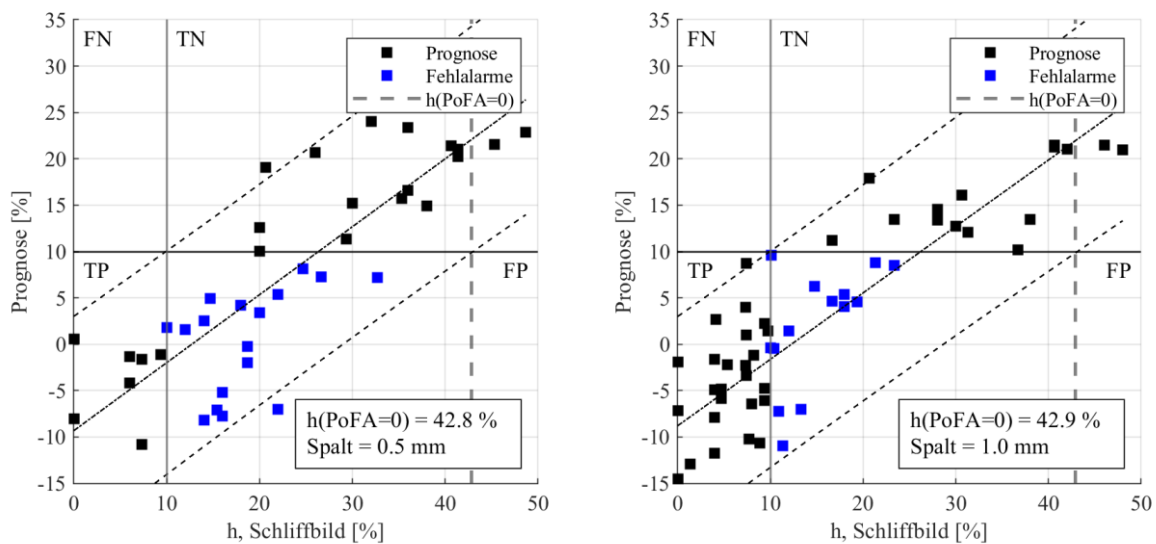 35
30
25
20
15
10
5
0
-5
-10
-15
Prognose [%]
FN
TN
TP
FP
Prognose
Fehlalarme
h(PoFA=0)
h(PoFA=0) = 42.8 %
Spalt = 0.5 mm
0
10
20
30
40
50
h, Schliffbild [%]
35
30
25
20
15
10
5
0
-5
-10
-15
Prognose [%]
FN
TN
TP
FP
Prognose
Fehlalarme
h(PoFA=0)
h(PoFA=0) = 42.9 %
Spalt = 1.0 mm
0
10
20
30
40
50
h, Schliffbild [%]